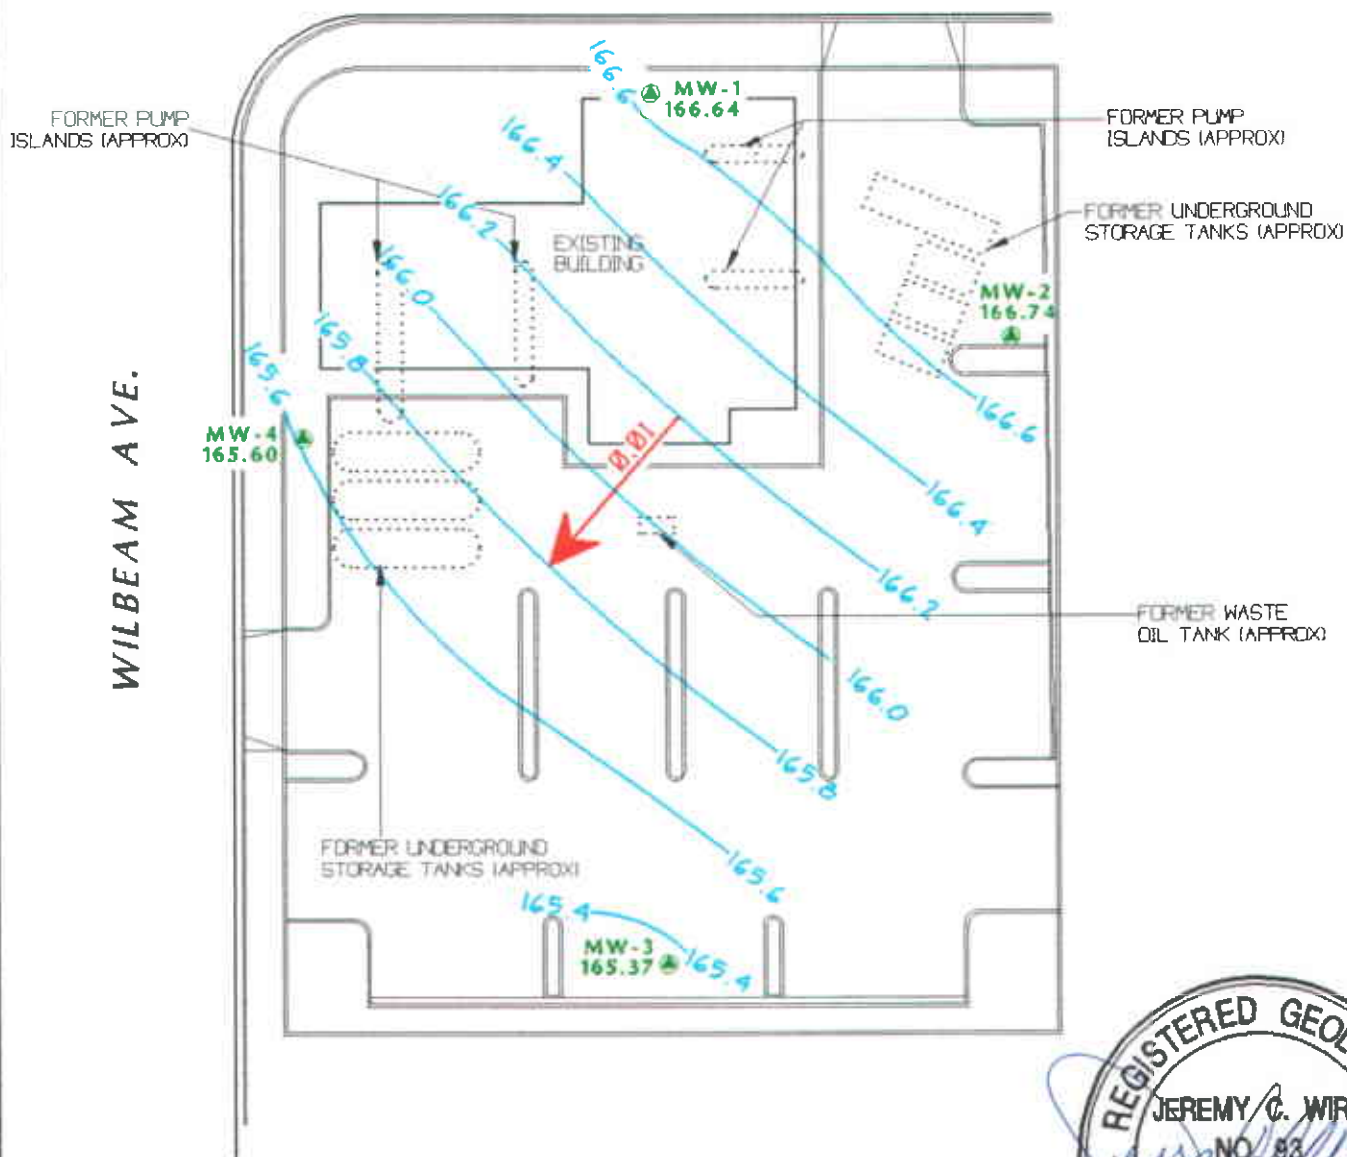 166.6
MW-1
166.64
FORMER PUMP
ISLANDS (APPROX)
FORMER PUMP
ISLANDS (APPROX)
166.4
166.2
FORMER UNDERGROUND
STORAGE TANKS (APPROX)
EXISTING
BUILDING
166.0
MW-2
166.74
165.8
165.6
WILBEAM AVE.
MW-4
165.60
166.6
0.01
166.4
166.2
FORMER WASTE
OIL TANK (APPROX)
166.0
165.8
FORMER UNDERGROUND
STORAGE TANKS (APPROX)
165.6
165.4
MW-3
165.37
165.4
REGISTERED GEOL
JEREMY C. WIR
NO 93